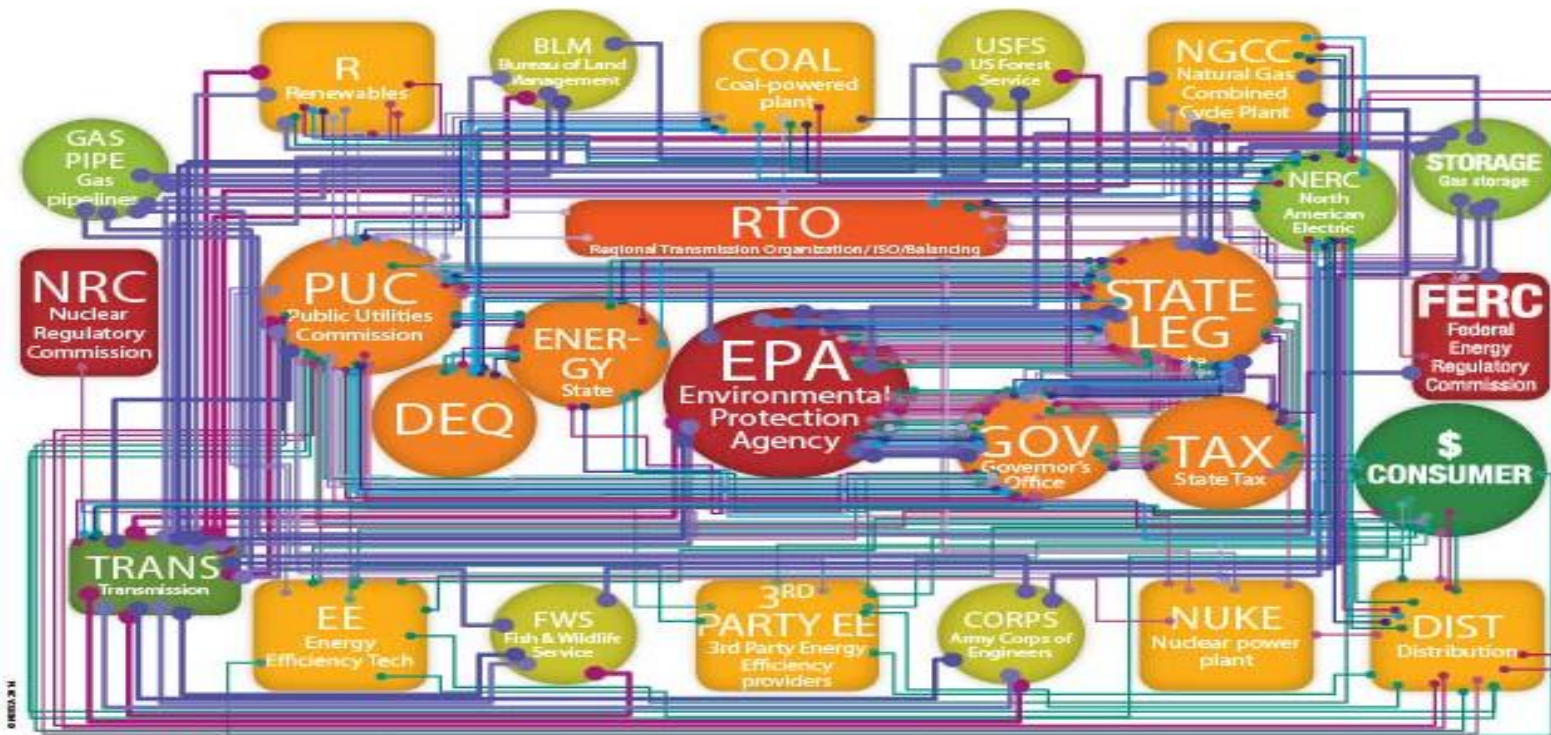 R
Renewables
BLM
Bureau of Land
Management
COAL
Coal-powered
plant
USFS
US Forest
Service
NGCC
Natural Gas
Combined
Cycle Plant
GAS
PIPE
Gas
pipelines
STORAGE
Gas storage
NERC
North
American
Electric
RTO
Regional Transmission Organization/ISO/Balancing
NRC
Nuclear
Regulatory
Commission
PUC
Public Utilities
Commission
ENER-
GY
State
DEQ
EPA
Environmental
Protection
Agency
STATE
LEG
FERC
Federal
Energy
Regulatory
Commission
GOV
Governor's
Office
TAX
State Tax
$
CONSUMER
TRANS
Transmission
EE
Energy
Efficiency Tech
FWS
Fish & Wildlife
Service
3RD
PARTY EE
3rd Party Energy
Efficiency
providers
CORPS
Army Corps of
Engineers
NUKE
Nuclear power
plant
DIST
Distribution